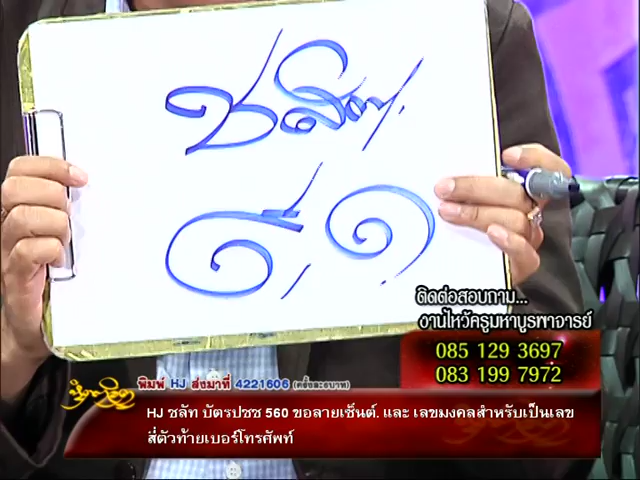 ชลิต
๘,๑
ติดต่อสอบถาม...
งานไหว้ครูมหาบูรพาจารย์
085 129 3697
083 199 7972
พิมพ์ HJ ส่งมาที่ 4221606 (ครั้งละ๖บาท)
HJ ชลัท บัตรปชช 560 ขอลายเซ็นต์. และ เลขมงคลสำหรับเป็นเลข
สี่ตัวท้ายเบอร์โทรศัพท์